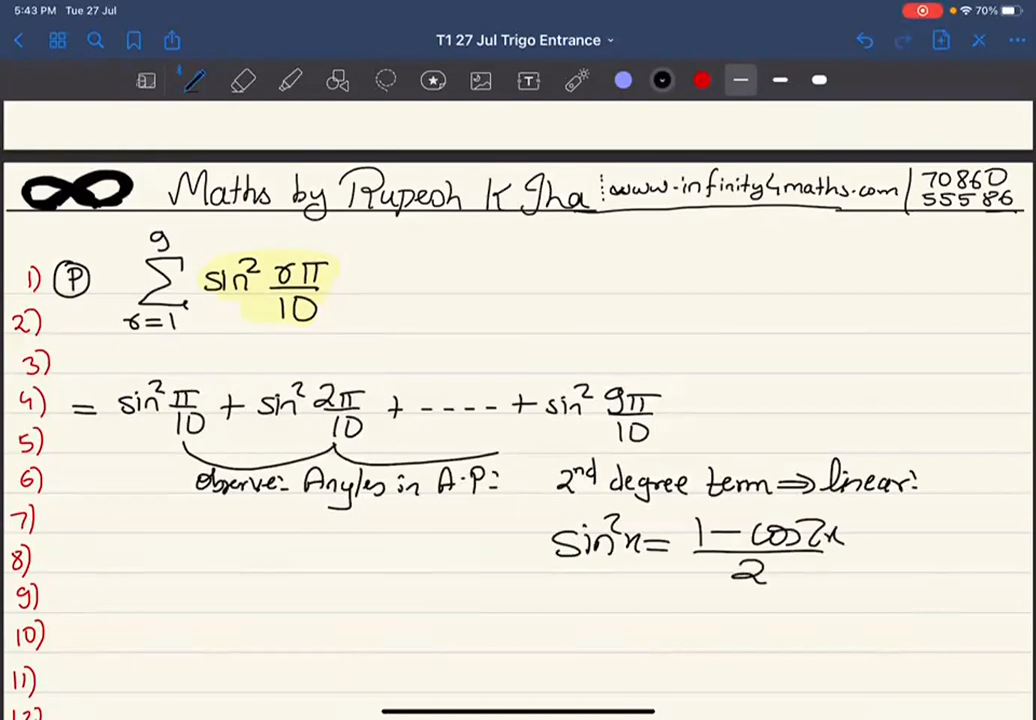 5:43 PM Tue 27 Jul 70%
T1 27 Jul Trigo Entrance
Maths by Rupesh K Jha www.infinity4maths.com 70860 55586
1) P 9 ∑ r=1 sin² rπ/10
2)
3)
4) = sin² π/10 + sin² 2π/10 + ---- + sin² 9π/10
5)
6) Observe:- Angles in A.P:- 2nd degree term ⇒ linear:
7) sin²x = (1 - cos2x)/2
8)
9)
10)
11)
12)